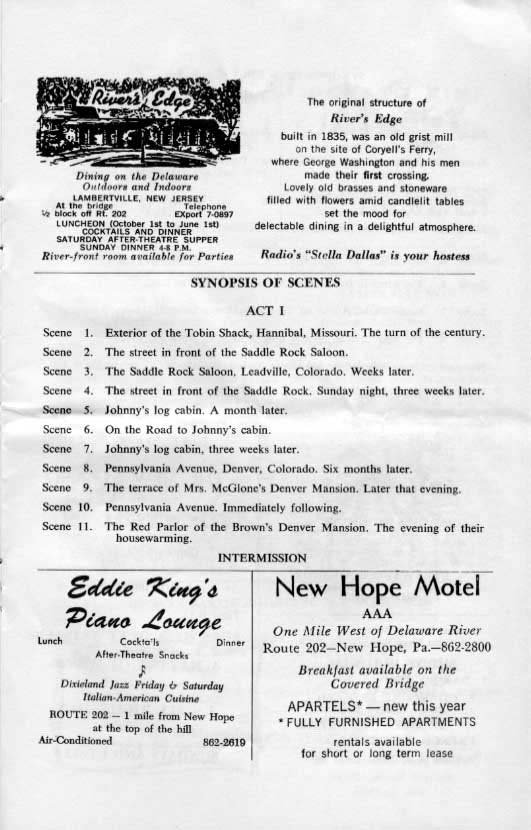 River's Edge
Dining on the Delaware
Outdoors and Indoors
LAMBERTVILLE, NEW JERSEY
At the bridge Telephone
½ block off Rt. 202 EXport 7-0897
LUNCHEON (October 1st to June 1st)
COCKTAILS AND DINNER
SATURDAY AFTER-THEATRE SUPPER
SUNDAY DINNER 4-8 P.M.
River-front room available for Parties
The original structure of
River's Edge
built in 1835, was an old grist mill
on the site of Coryell's Ferry,
where George Washington and his men
made their first crossing.
Lovely old brasses and stoneware
filled with flowers amid candlelit tables
set the mood for
delectable dining in a delightful atmosphere.
Radio's "Stella Dallas" is your hostess
SYNOPSIS OF SCENES
ACT I
Scene 1. Exterior of the Tobin Shack, Hannibal, Missouri. The turn of the century.
Scene 2. The street in front of the Saddle Rock Saloon.
Scene 3. The Saddle Rock Saloon, Leadville, Colorado. Weeks later.
Scene 4. The street in front of the Saddle Rock. Sunday night, three weeks later.
Scene 5. Johnny's log cabin. A month later.
Scene 6. On the Road to Johnny's cabin.
Scene 7. Johnny's log cabin, three weeks later.
Scene 8. Pennsylvania Avenue, Denver, Colorado. Six months later.
Scene 9. The terrace of Mrs. McGlone's Denver Mansion. Later that evening.
Scene 10. Pennsylvania Avenue. Immediately following.
Scene 11. The Red Parlor of the Brown's Denver Mansion. The evening of their
housewarming.
INTERMISSION
Eddie King's
Piano Lounge
Lunch Cocktails Dinner
After-Theatre Snacks
Dixieland Jazz Friday & Saturday
Italian-American Cuisine
ROUTE 202 — 1 mile from New Hope
at the top of the hill
Air-Conditioned 862-2619
New Hope Motel
AAA
One Mile West of Delaware River
Route 202—New Hope, Pa.—862-2800
Breakfast available on the
Covered Bridge
APARTELS* — new this year
* FULLY FURNISHED APARTMENTS
rentals available
for short or long term lease